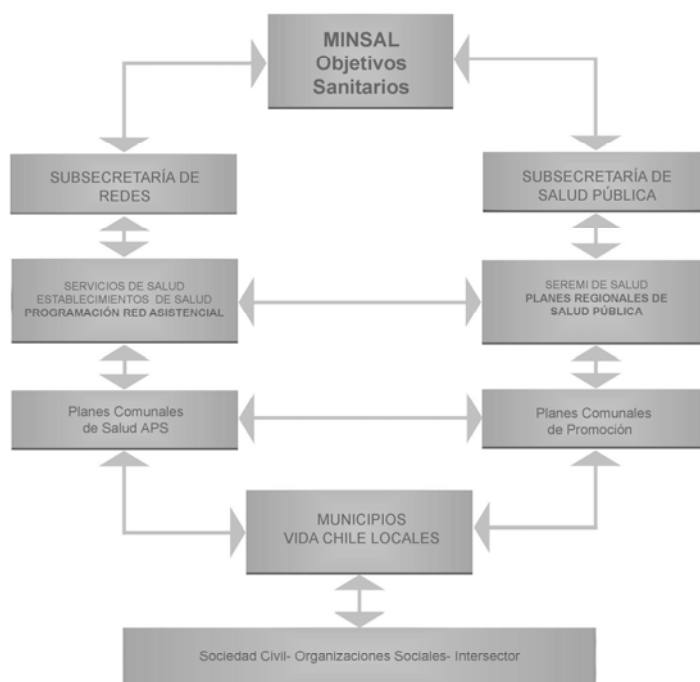 MINSAL
Objetivos
Sanitarios
SUBSECRETARÍA DE
REDES
SUBSECRETARÍA DE
SALUD PÚBLICA
SERVICIOS DE SALUD
ESTABLECIMIENTOS DE SALUD
PROGRAMACIÓN RED ASISTENCIAL
SEREMI DE SALUD
PLANES REGIONALES DE
SALUD PÚBLICA
Planes Comunales
de Salud APS
Planes Comunales
de Promoción
MUNICIPIOS
VIDA CHILE LOCALES
Sociedad Civil- Organizaciones Sociales- Intersector